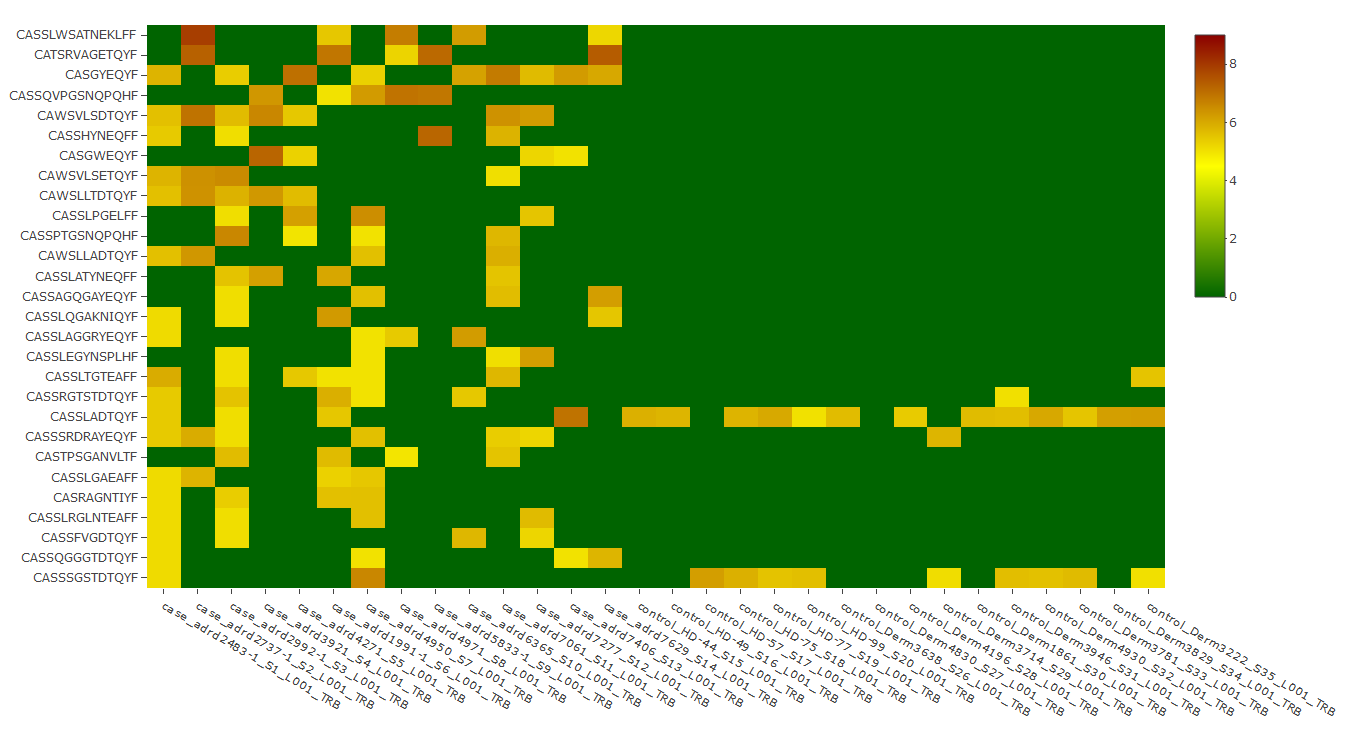 CASSLWSATNEKLFF
CATSRVAGETQYF
CASGYEQYF
CASSQVPGSNQPQHF
CAWSVLSDTQYF
CASSHYNEQFF
CASGWEQYF
CAWSVLSETQYF
CAWSLLTDTQYF
CASSLPGELFF
CASSPTGSNQPQHF
CAWSLLADTQYF
CASSLATYNEQFF
CASSAGQGAYEQYF
CASSLQGAKNIQYF
CASSLAGGRYEQYF
CASSLEGYNSPLHF
CASSLTGTEAFF
CASSRGTSTDTQYF
CASSLADTQYF
CASSSRDRAYEQYF
CASTPSGANVLTF
CASSLGAEAFF
CASRAGNTIYF
CASSLRGLNTEAFF
CASSFVGDTQYF
CASSQGGGTDTQYF
CASSSGSTDTQYF
8
6
4
2
0
case_adrd2483-1_S1_L001_TRB
case_adrd2737-1_S2_L001_TRB
case_adrd2992-1_S3_L001_TRB
case_adrd3921_S4_L001_TRB
case_adrd4271_S5_L001_TRB
case_adrd1991-1_S6_L001_TRB
case_adrd4950_S7_L001_TRB
case_adrd4971_S8_L001_TRB
case_adrd5833-1_S9_L001_TRB
case_adrd6365_S10_L001_TRB
case_adrd7061_S11_L001_TRB
case_adrd7277_S12_L001_TRB
case_adrd7406_S13_L001_TRB
case_adrd7629_S14_L001_TRB
control_HD-44_S15_L001_TRB
control_HD-49_S16_L001_TRB
control_HD-57_S17_L001_TRB
control_HD-75_S18_L001_TRB
control_HD-77_S19_L001_TRB
control_HD-99_S20_L001_TRB
control_Derm3638_S26_L001_TRB
control_Derm4830_S27_L001_TRB
control_Derm4196_S28_L001_TRB
control_Derm3714_S29_L001_TRB
control_Derm1861_S30_L001_TRB
control_Derm3946_S31_L001_TRB
control_Derm4930_S32_L001_TRB
control_Derm3781_S33_L001_TRB
control_Derm3829_S34_L001_TRB
control_Derm3222_S35_L001_TRB